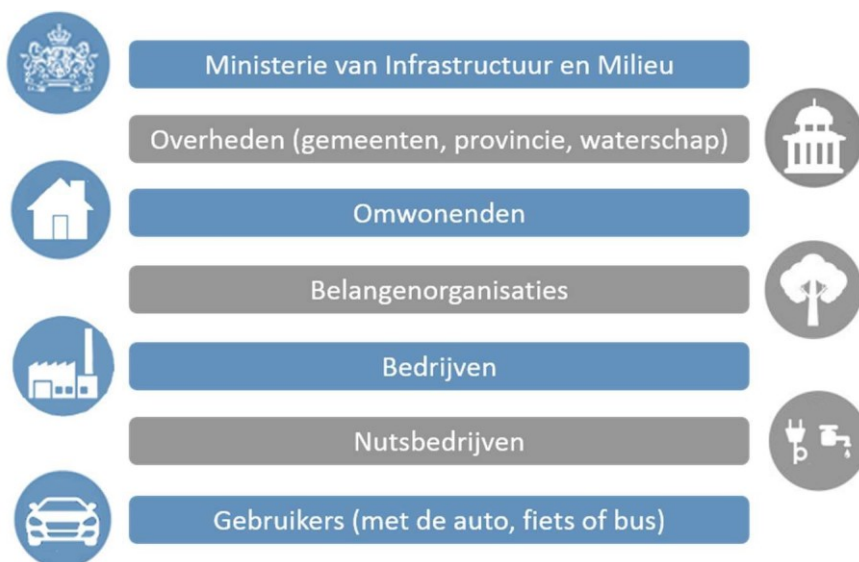 Ministerie van Infrastructuur en Milieu
Overheden (gemeenten, provincie, waterschap)
Omwonenden
Belangenorganisaties
Bedrijven
Nutsbedrijven
Gebruikers (met de auto, fiets of bus)